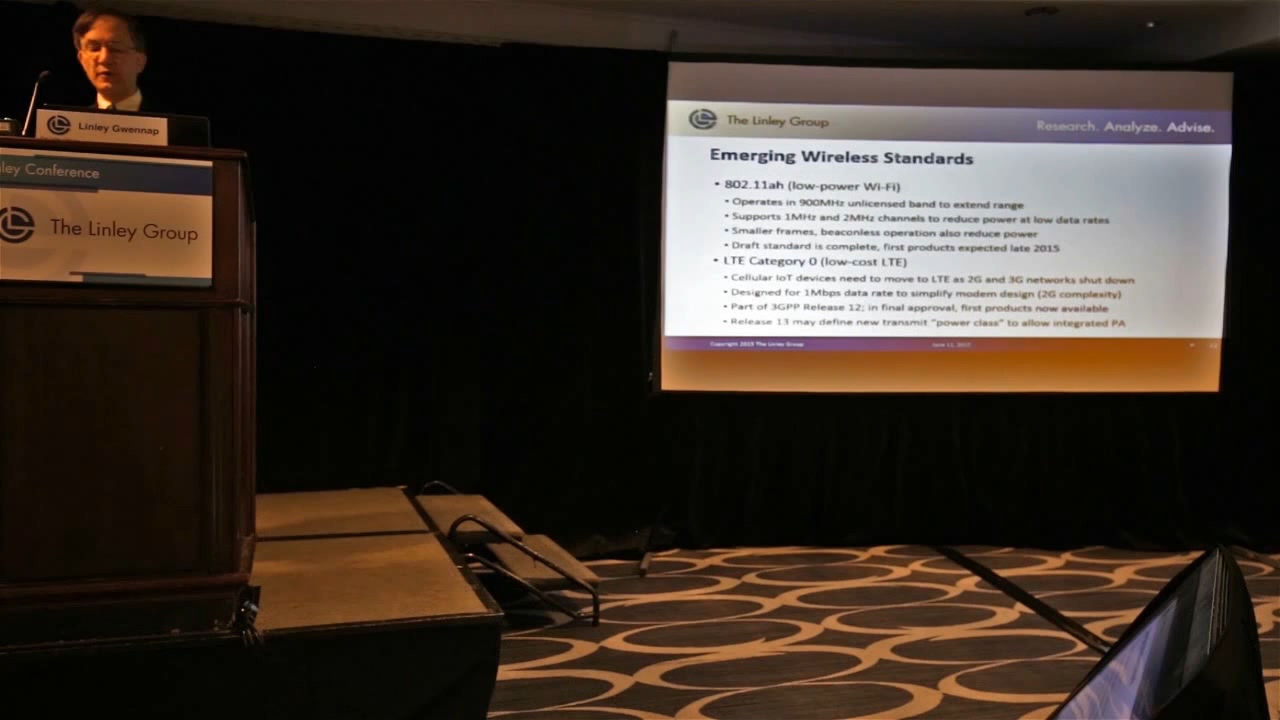 Linley Gwennap
ley Conference
The Linley Group
The Linley Group
Research. Analyze. Advise.
Emerging Wireless Standards
• 802.11ah (low-power Wi-Fi)
• Operates in 900MHz unlicensed band to extend range
• Supports 1MHz and 2MHz channels to reduce power at low data rates
• Smaller frames, beaconless operation also reduce power
• Draft standard is complete, first products expected late 2015
• LTE Category 0 (low-cost LTE)
• Cellular IoT devices need to move to LTE as 2G and 3G networks shut down
• Designed for 1Mbps data rate to simplify modem design (2G complexity)
• Part of 3GPP Release 12; in final approval, first products now available
• Release 13 may define new transmit "power class" to allow integrated PA
Copyright 2015 The Linley Group